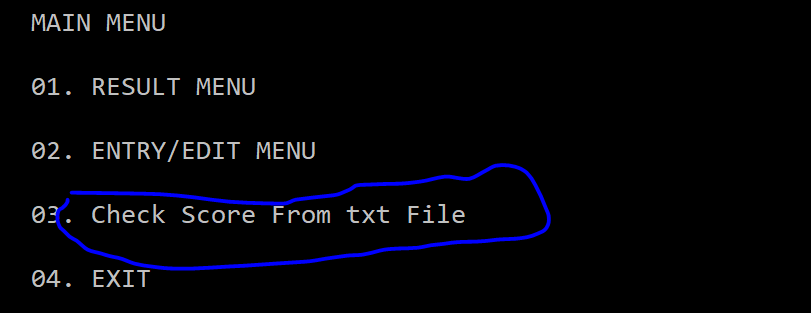 MAIN MENU
01. RESULT MENU
02. ENTRY/EDIT MENU
03. Check Score From txt File
04. EXIT